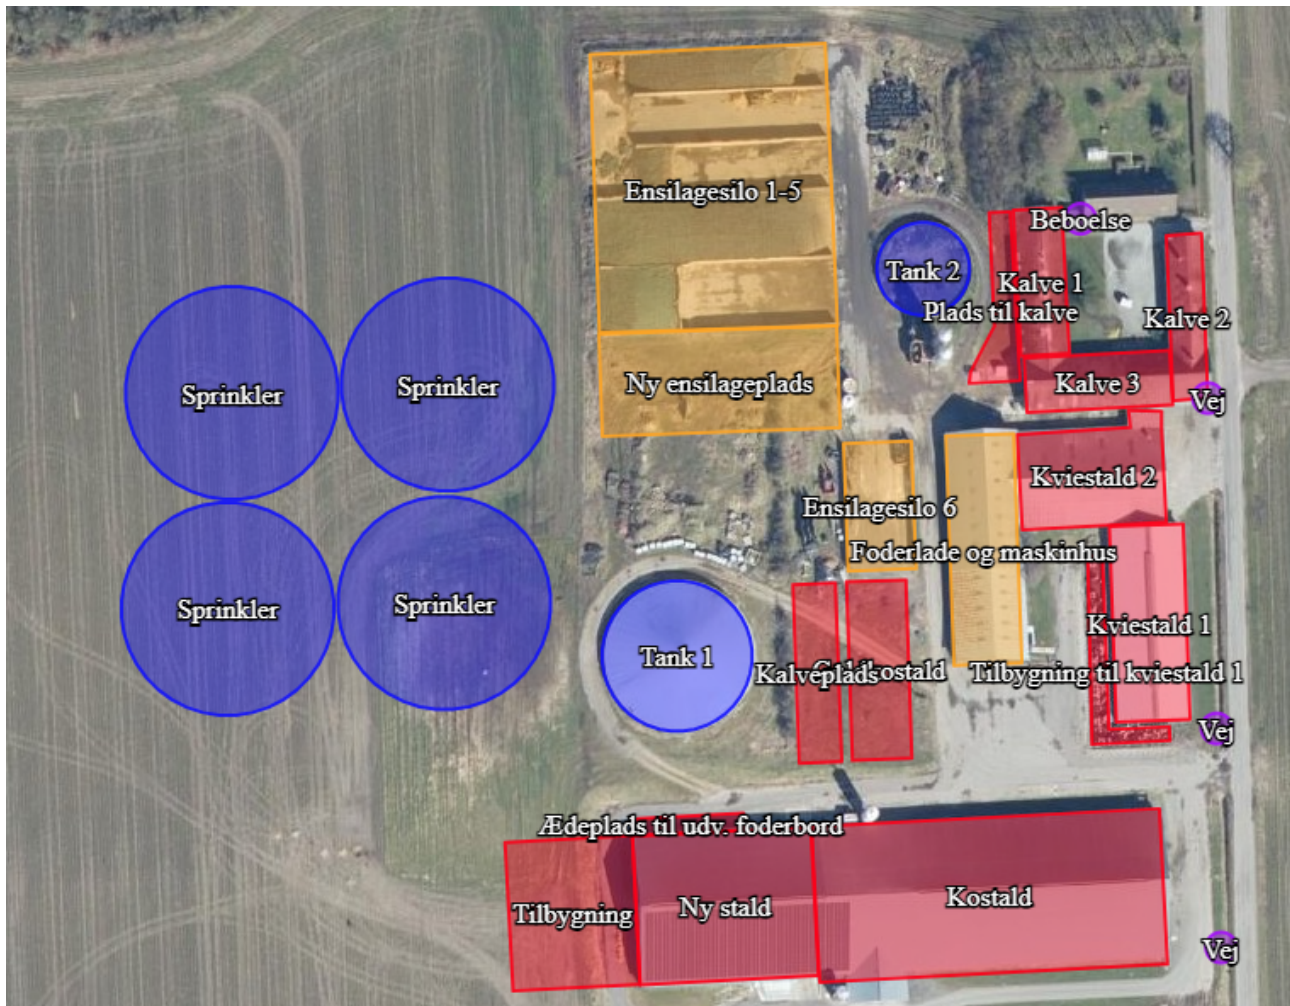 Ensilagesilo 1-5
Beboelse
Tank 2
Kalve 1
Plads til kalve
Kalve 2
Sprinkler
Sprinkler
Ny ensilageplads
Kalve 3
Vej
Kviestald 2
Ensilagesilo 6
Foderlade og maskinhus
Sprinkler
Sprinkler
Kviestald 1
Tank 1
Kalveplads
Tilbygning til kviestald 1
Vej
Ædeplads til udv. foderbord
Tilbygning
Ny stald
Kostald
Vej